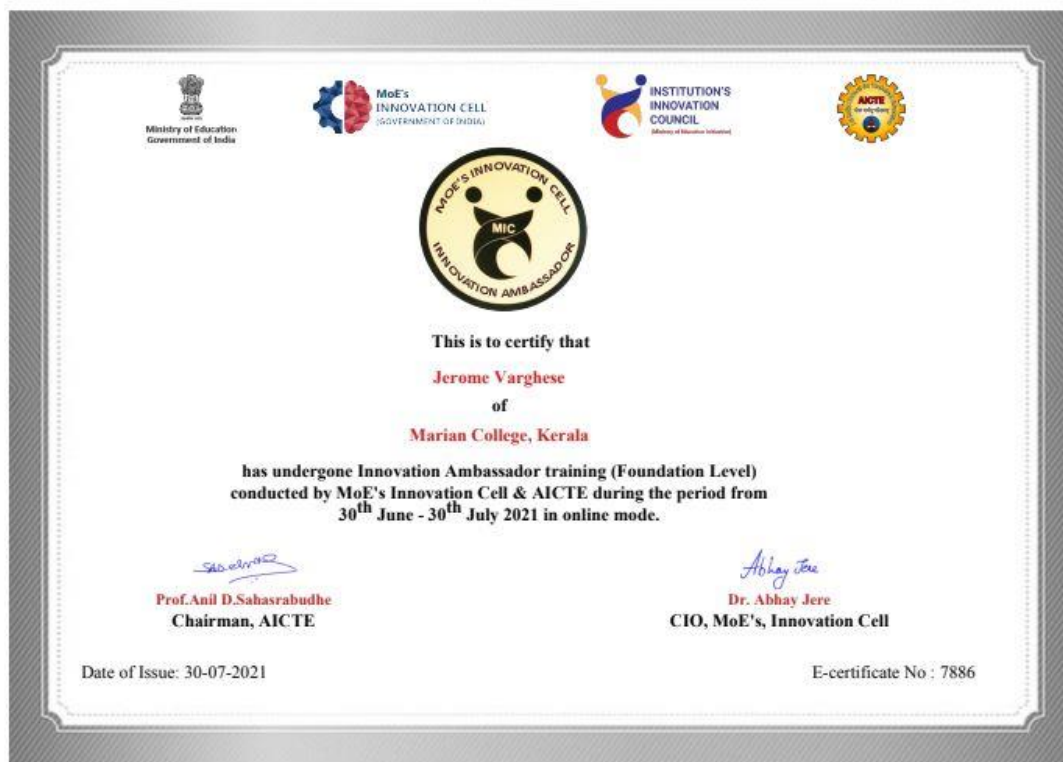 Ministry of Education
Government of India
MoE's
INNOVATION CELL
(GOVERNMENT OF INDIA)
INSTITUTION'S
INNOVATION
COUNCIL
(Ministry of Education Initiative)
AICTE
MOE'S INNOVATION CELL
MIC
INNOVATION AMBASSADOR
This is to certify that
Jerome Varghese
of
Marian College, Kerala
has undergone Innovation Ambassador training (Foundation Level)
conducted by MoE's Innovation Cell & AICTE during the period from
30th June - 30th July 2021 in online mode.
Abhay Jere
Prof.Anil D.Sahasrabudhe
Dr. Abhay Jere
Chairman, AICTE
CIO, MoE's, Innovation Cell
Date of Issue: 30-07-2021
E-certificate No : 7886